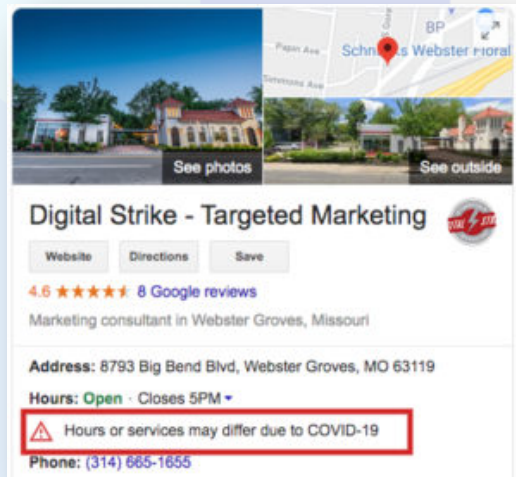 BP
Papin Ave
Webster Floral
Simmons Ave
See photos
See outside
Digital Strike - Targeted Marketing
Website
Directions
Save
4.6 ★★★★★ 8 Google reviews
Marketing consultant in Webster Groves, Missouri
Address: 8793 Big Bend Blvd, Webster Groves, MO 63119
Hours: Open · Closes 5PM
Hours or services may differ due to COVID-19
Phone: (314) 665-1655